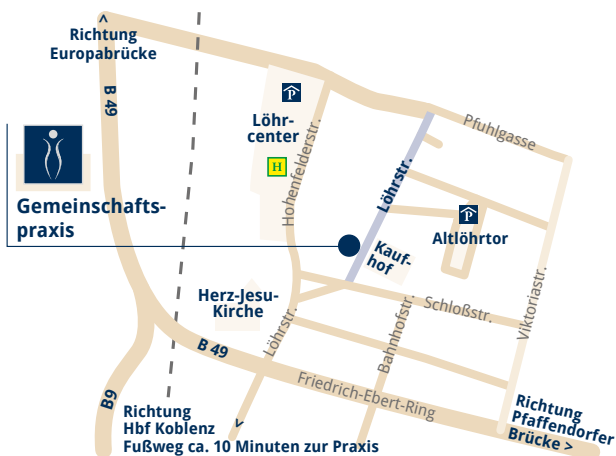 <
Richtung
Europabrücke
B 49
P
Löhr-
center
H
Hohenfelderstr.
Pfuhlgasse
Löhrstr.
P
Altlöhrtor
Gemeinschafts-
praxis
Kauf-
hof
Herz-Jesu-
Kirche
Schloßstr.
Viktoriastr.
Löhrstr.
Bahnhofstr.
B 49
Friedrich-Ebert-Ring
B9
<
Richtung
Hbf Koblenz
Fußweg ca. 10 Minuten zur Praxis
Richtung
Pfaffendorfer
Brücke >